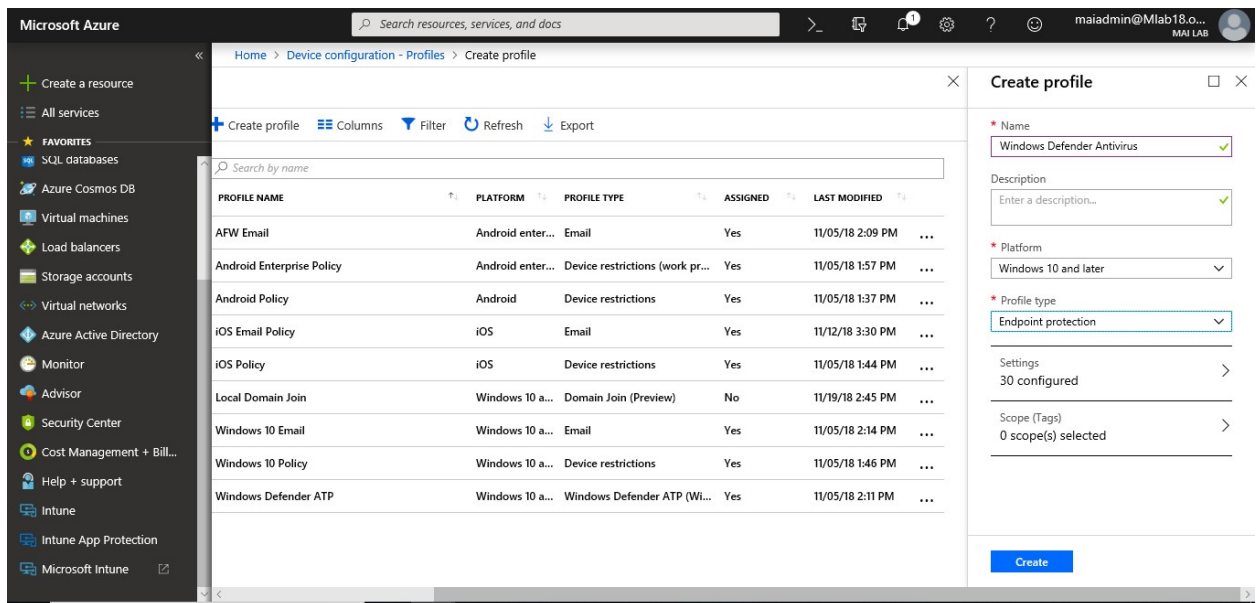 Microsoft Azure
Search resources, services, and docs
1
maiadmin@Mlab18.o...
MAI LAB
Home > Device configuration - Profiles > Create profile
Create a resource
All services
FAVORITES
SQL databases
Azure Cosmos DB
Virtual machines
Load balancers
Storage accounts
Virtual networks
Azure Active Directory
Monitor
Advisor
Security Center
Cost Management + Bill...
Help + support
Intune
Intune App Protection
Microsoft Intune
Create profile Columns Filter Refresh Export
Search by name
PROFILE NAME PLATFORM PROFILE TYPE ASSIGNED LAST MODIFIED
AFW Email Android enter... Email Yes 11/05/18 2:09 PM ...
Android Enterprise Policy Android enter... Device restrictions (work pr... Yes 11/05/18 1:57 PM ...
Android Policy Android Device restrictions Yes 11/05/18 1:37 PM ...
iOS Email Policy iOS Email Yes 11/12/18 3:30 PM ...
iOS Policy iOS Device restrictions Yes 11/05/18 1:44 PM ...
Local Domain Join Windows 10 a... Domain Join (Preview) No 11/19/18 2:45 PM ...
Windows 10 Email Windows 10 a... Email Yes 11/05/18 2:14 PM ...
Windows 10 Policy Windows 10 a... Device restrictions Yes 11/05/18 1:46 PM ...
Windows Defender ATP Windows 10 a... Windows Defender ATP (Wi... Yes 11/05/18 2:11 PM ...
Create profile
* Name
Windows Defender Antivirus
Description
Enter a description...
* Platform
Windows 10 and later
* Profile type
Endpoint protection
Settings
30 configured
Scope (Tags)
0 scope(s) selected
Create